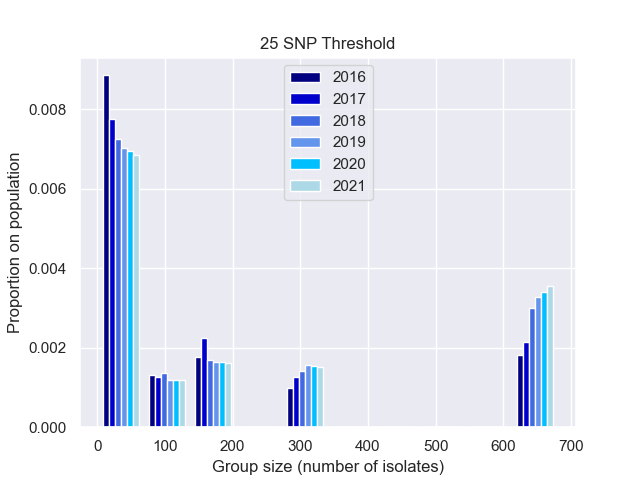 25 SNP Threshold
2016
2017
2018
2019
2020
2021
Proportion on population
0.008
0.006
0.004
0.002
0.000
0 100 200 300 400 500 600 700
Group size (number of isolates)